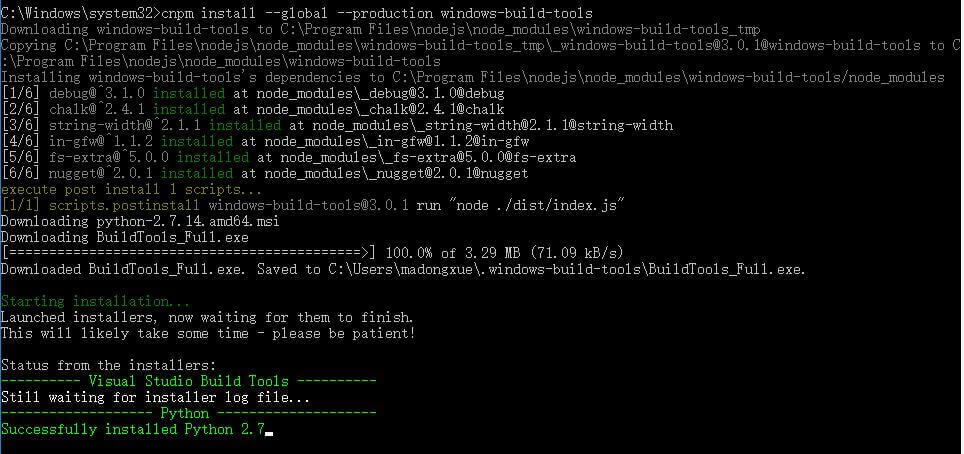 C:\Windows\system32>cnpm install --global --production windows-build-tools
Downloading windows-build-tools to C:\Program Files\nodejs\node_modules\windows-build-tools_tmp
Copying C:\Program Files\nodejs\node_modules\windows-build-tools_tmp\_windows-build-tools@3.0.1@windows-build-tools to C
:\Program Files\nodejs\node_modules\windows-build-tools
Installing windows-build-tools's dependencies to C:\Program Files\nodejs\node_modules\windows-build-tools/node_modules
[1/6] debug@^3.1.0 installed at node_modules\_debug@3.1.0@debug
[2/6] chalk@^2.4.1 installed at node_modules\_chalk@2.4.1@chalk
[3/6] string-width@^2.1.1 installed at node_modules\_string-width@2.1.1@string-width
[4/6] in-gfw@^1.1.2 installed at node_modules\_in-gfw@1.1.2@in-gfw
[5/6] fs-extra@^5.0.0 installed at node_modules\_fs-extra@5.0.0@fs-extra
[6/6] nugget@^2.0.1 installed at node_modules\_nugget@2.0.1@nugget
execute post install 1 scripts...
[1/1] scripts.postinstall windows-build-tools@3.0.1 run "node ./dist/index.js"
Downloading python-2.7.14.amd64.msi
Downloading BuildTools_Full.exe
[============================================>] 100.0% of 3.29 MB (71.09 kB/s)
Downloaded BuildTools_Full.exe. Saved to C:\Users\madongxue\.windows-build-tools\BuildTools_Full.exe.
Starting installation...
Launched installers, now waiting for them to finish.
This will likely take some time - please be patient!
Status from the installers:
---------- Visual Studio Build Tools ----------
Still waiting for installer log file...
------------------- Python --------------------
Successfully installed Python 2.7